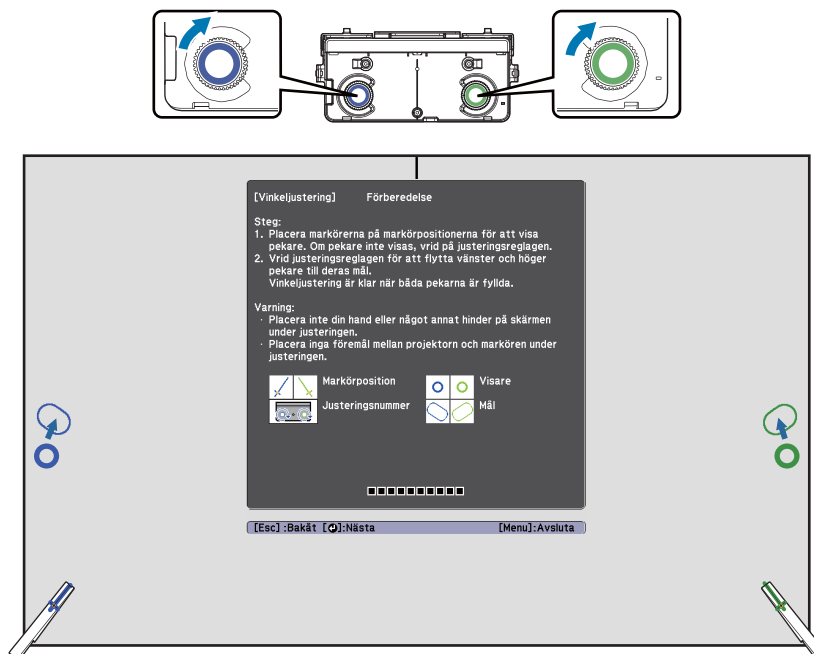 [Vinkeljustering] Förberedelse
Steg:
1. Placera markörerna på markörpositionerna för att visa
pekare. Om pekare inte visas, vrid på justeringsreglagen.
2. Vrid justeringsreglagen för att flytta vänster och höger
pekare till deras mål.
Vinkeljustering är klar när båda pekarna är fyllda.
Varning:
· Placera inte din hand eller något annat hinder på skärmen
under justeringen.
· Placera inga föremål mellan projektorn och markören under
justeringen.
Markörposition Visare
Justeringsnummer Mål
[Esc] :Bakåt [⏎]:Nästa [Menu]:Avsluta